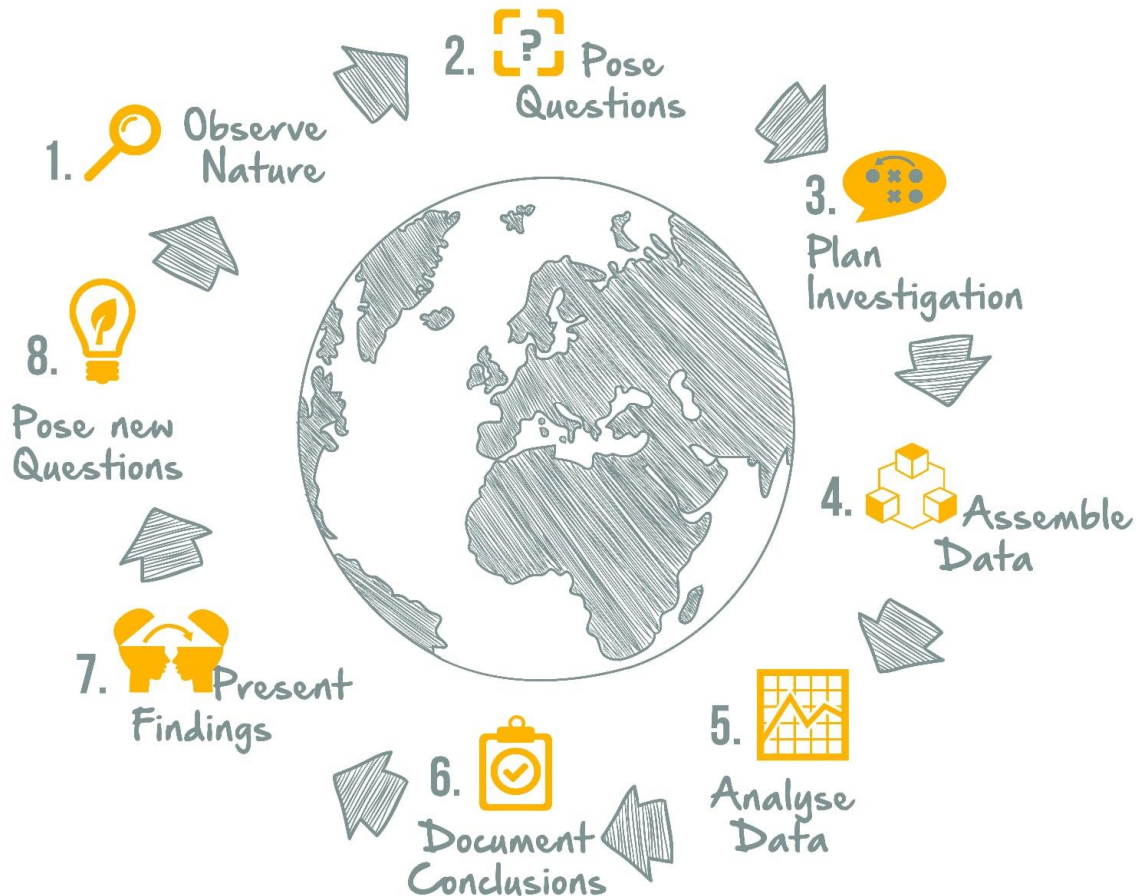 1. Observe
Nature
2. ? Pose
Questions
3.
Plan
Investigation
4. Assemble
Data
5.
Analyse
Data
6.
Document
Conclusions
7. Present
Findings
8.
Pose new
Questions